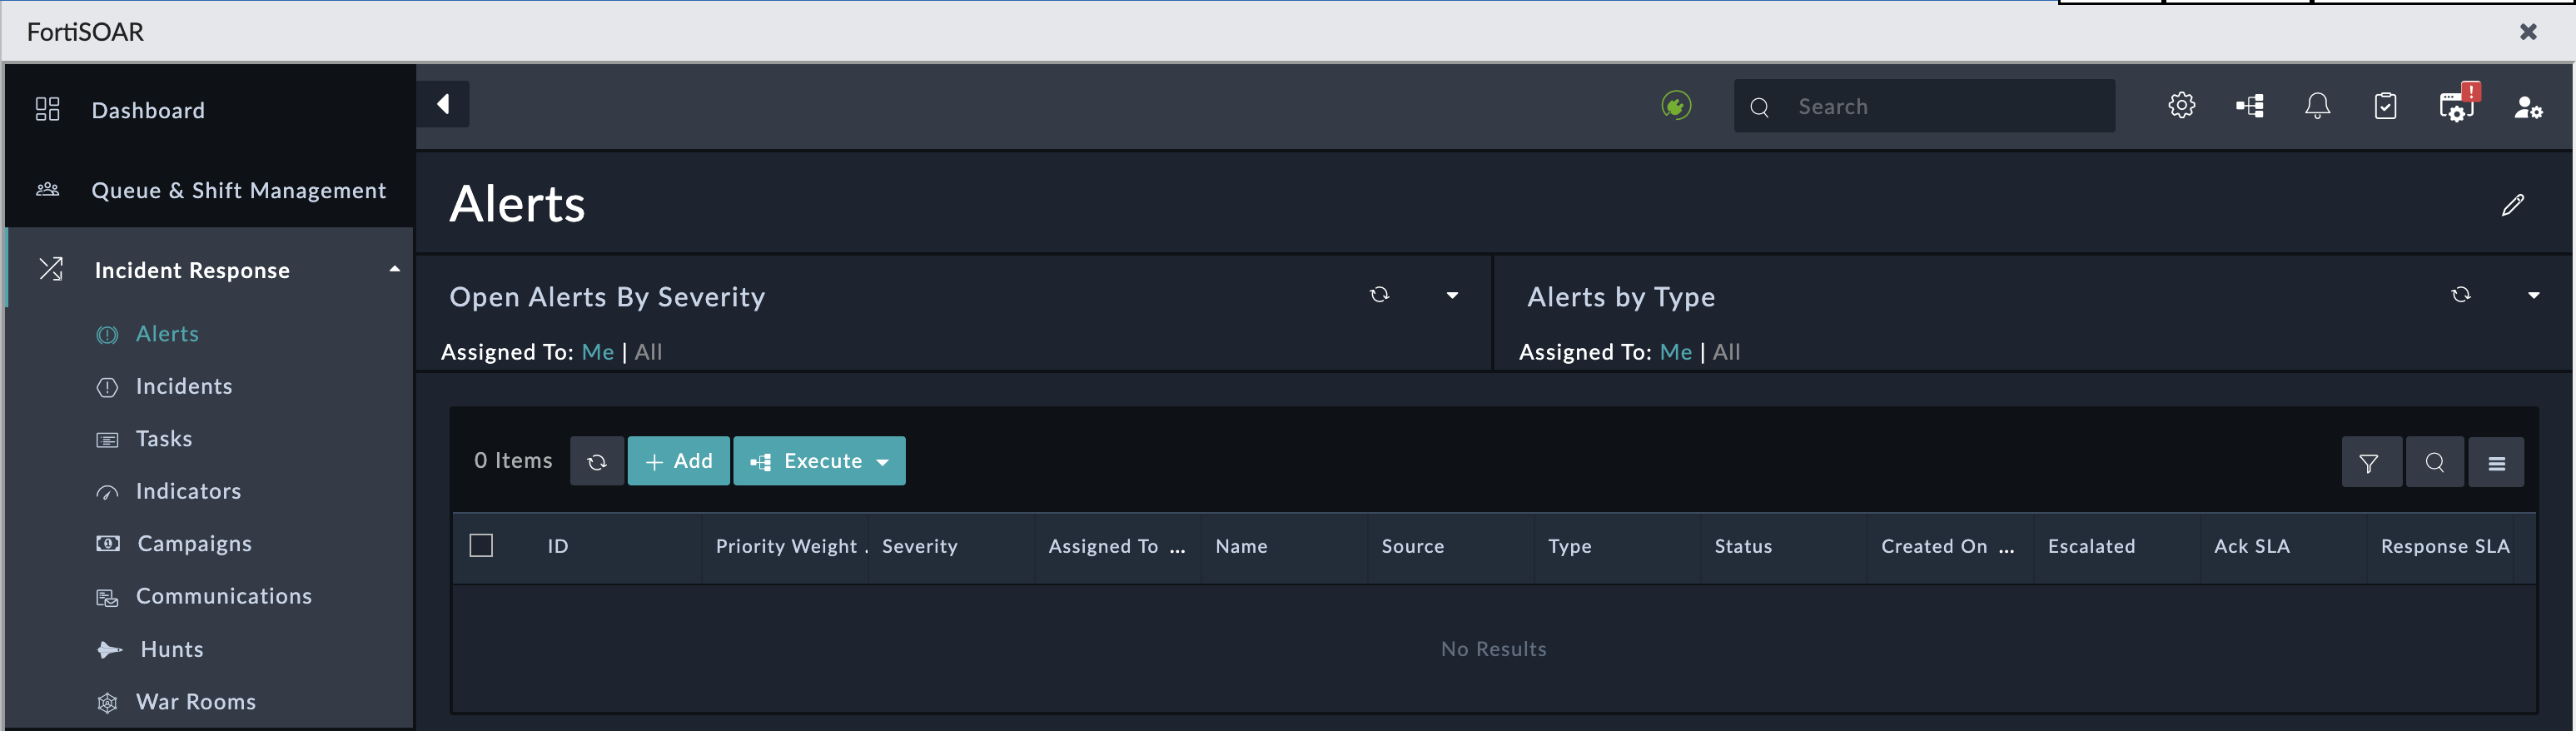 FortiSOAR
Dashboard
Queue & Shift Management
Incident Response
Alerts
Incidents
Tasks
Indicators
Campaigns
Communications
Hunts
War Rooms
Search
!
Alerts
Open Alerts By Severity
Assigned To: Me | All
Alerts by Type
Assigned To: Me | All
0 Items
+ Add
Execute
ID Priority Weight . Severity Assigned To ... Name Source Type Status Created On ... Escalated Ack SLA Response SLA
No Results